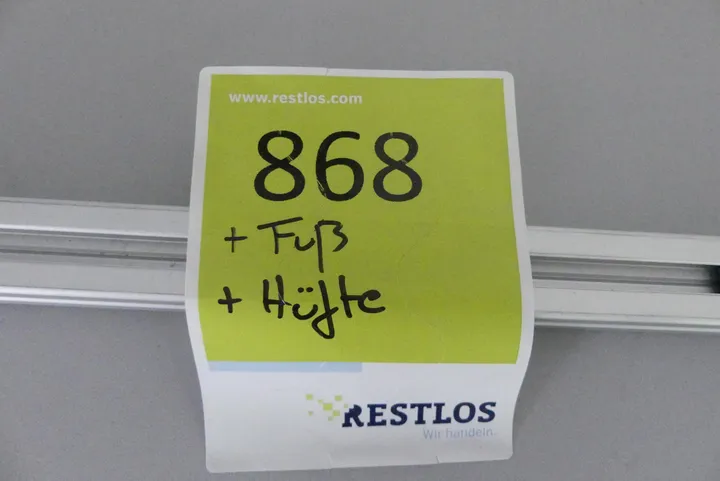 www.restlos.com
868
+ Fuß
+ Hüfte
RESTLOS
Wir handeln.